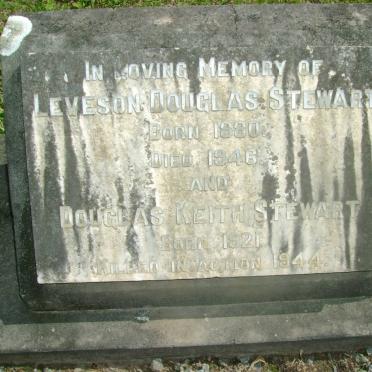 IN LOVING MEMORY OF
LEVESON DOUGLAS STEWART
BORN 1880
DIED 1946
AND
DOUGLAS KEITH STEWART
BORN 1921
KILLED IN ACTION 1944